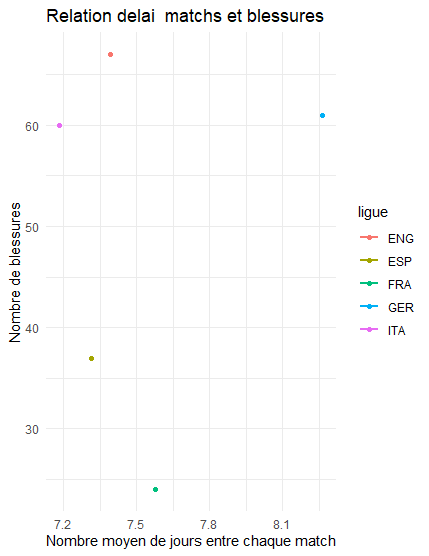 Relation delai  matchs et blessures
60
50
40
30
Nombre de blessures
7.2
7.5
7.8
8.1
Nombre moyen de jours entre chaque match
ligue
ENG
ESP
FRA
GER
ITA